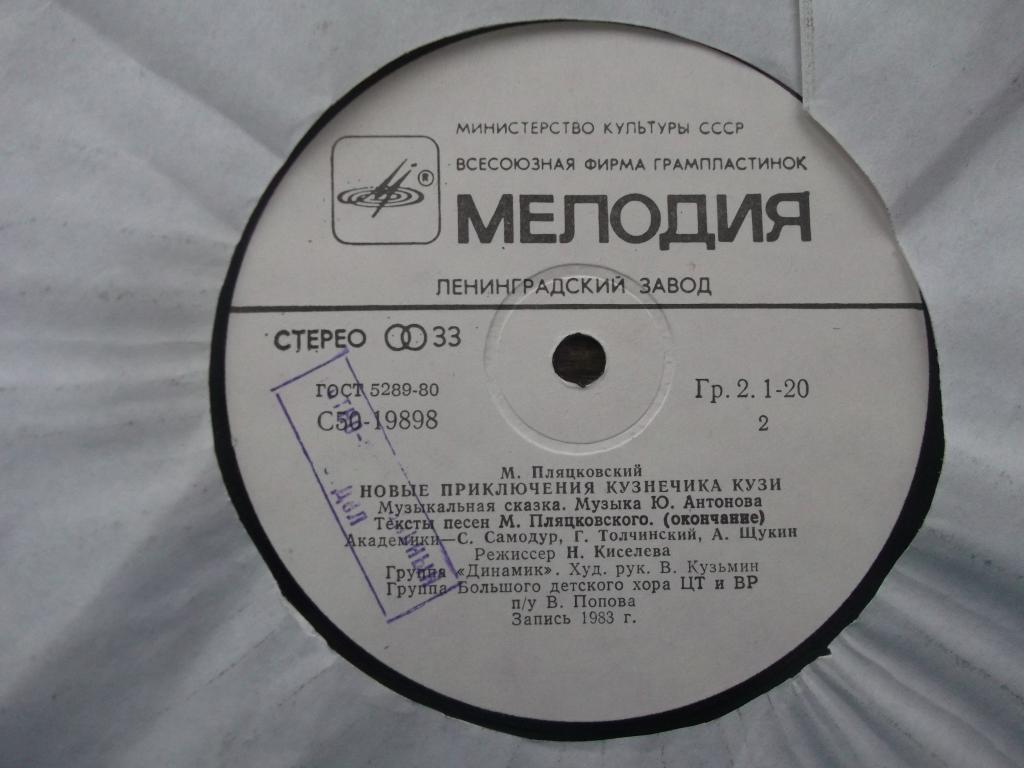 МИНИСТЕРСТВО КУЛЬТУРЫ СССР
ВСЕСОЮЗНАЯ ФИРМА ГРАМПЛАСТИНОК
®
МЕЛОДИЯ
ЛЕНИНГРАДСКИЙ ЗАВОД
СТЕРЕО 33
ГОСТ 5289-80
С50-19898
Гр. 2. 1-20
2
М. Пляцковский
НОВЫЕ ПРИКЛЮЧЕНИЯ КУЗНЕЧИКА КУЗИ
Музыкальная сказка. Музыка Ю. Антонова
Тексты песен М. Пляцковского. (окончание)
Академики—С. Самодур, Г. Толчинский, А. Щукин
Режиссер Н. Киселева
Группа «Динамик». Худ. рук. В. Кузьмин
Группа Большого детского хора ЦТ и ВР
п/у В. Попова
Запись 1983 г.